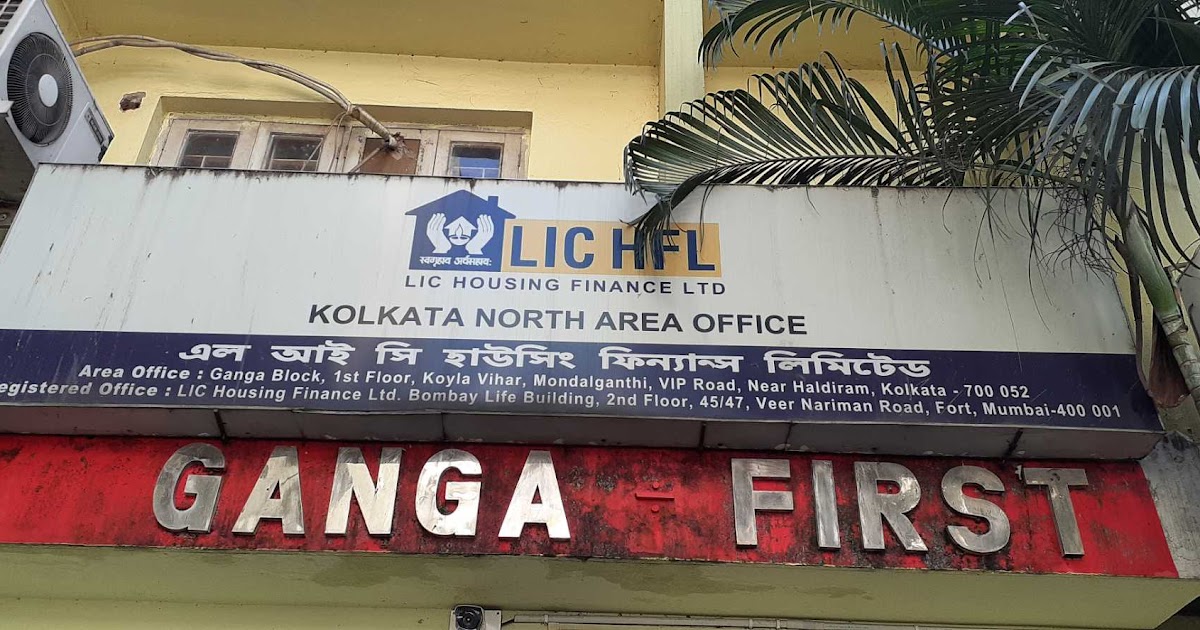 स्वगृहाय अर्थसहाय:
LIC HFL
LIC HOUSING FINANCE LTD
KOLKATA NORTH AREA OFFICE
এল আই সি হাউসিং ফিন্যান্স লিমিটেড
Area Office : Ganga Block, 1st Floor, Koyla Vihar, Mondalganthi, VIP Road, Near Haldiram, Kolkata - 700 052
egistered Office : LIC Housing Finance Ltd. Bombay Life Building, 2nd Floor, 45/47, Veer Nariman Road, Fort, Mumbai-400 001
GANGA ÷ FIRST